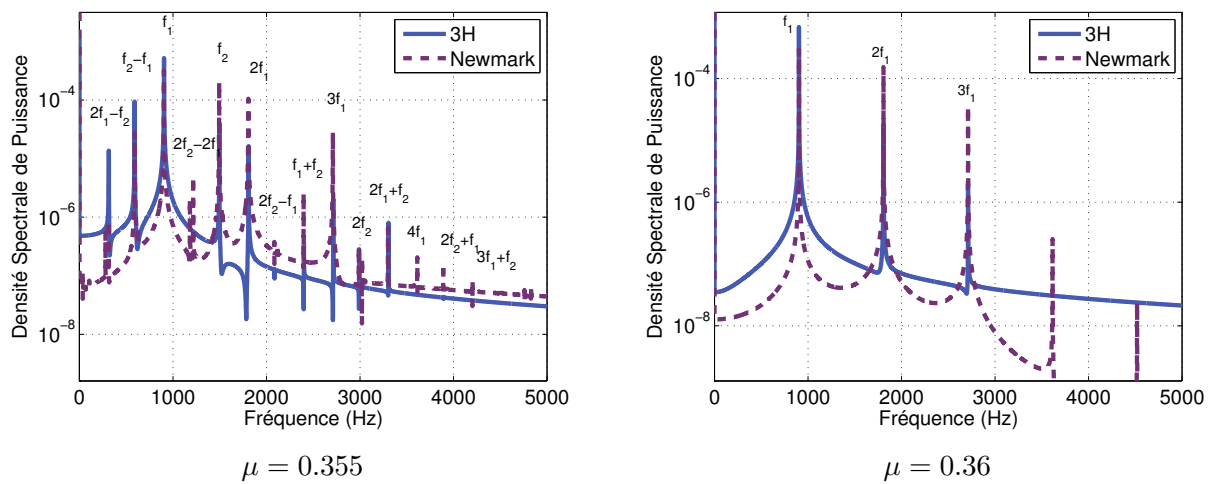 Densité Spectrale de Puissance
10⁻⁴
10⁻⁶
10⁻⁸
2f₁−f₂
f₂−f₁
f₁
2f₂−2f₁
f₂
2f₁
2f₂−f₁
f₁+f₂
3f₁
2f₂
2f₁+f₂
4f₁
2f₂+f₁
3f₁+f₂
3H
Newmark
0 1000 2000 3000 4000 5000
Fréquence (Hz)
μ = 0.355
Densité Spectrale de Puissance
10⁻⁴
10⁻⁶
10⁻⁸
f₁
2f₁
3f₁
3H
Newmark
0 1000 2000 3000 4000 5000
Fréquence (Hz)
μ = 0.36